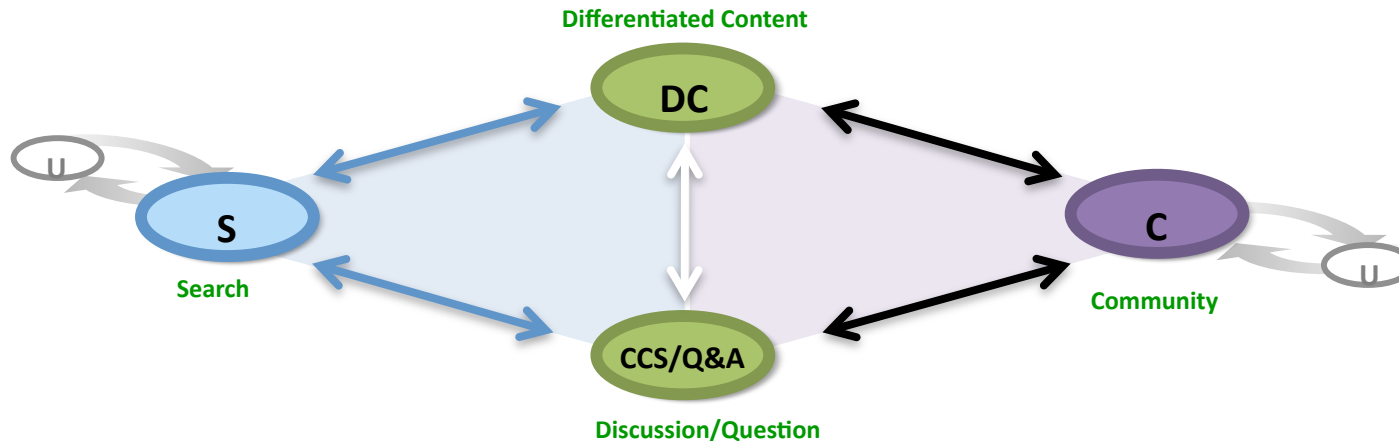 Differentiated Content
DC
U
S
C
U
Search
Community
CCS/Q&A
Discussion/Question